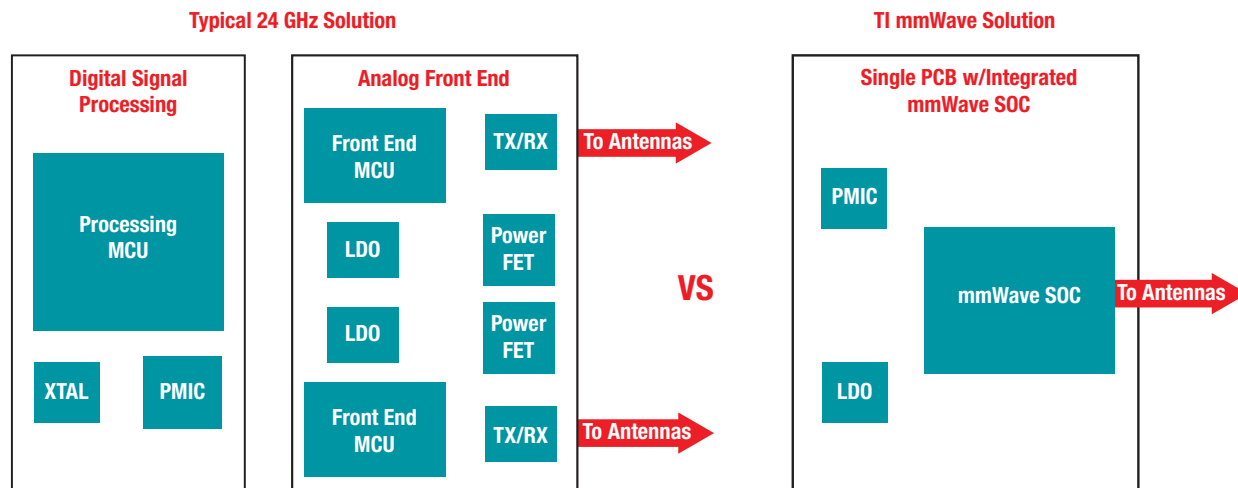 Typical 24 GHz Solution
Digital Signal
Processing
Processing
MCU
XTAL
PMIC
Analog Front End
Front End
MCU
TX/RX
To Antennas
LDO
Power
FET
LDO
Power
FET
Front End
MCU
TX/RX
To Antennas
VS
TI mmWave Solution
Single PCB w/Integrated
mmWave SOC
PMIC
mmWave SOC
To Antennas
LDO